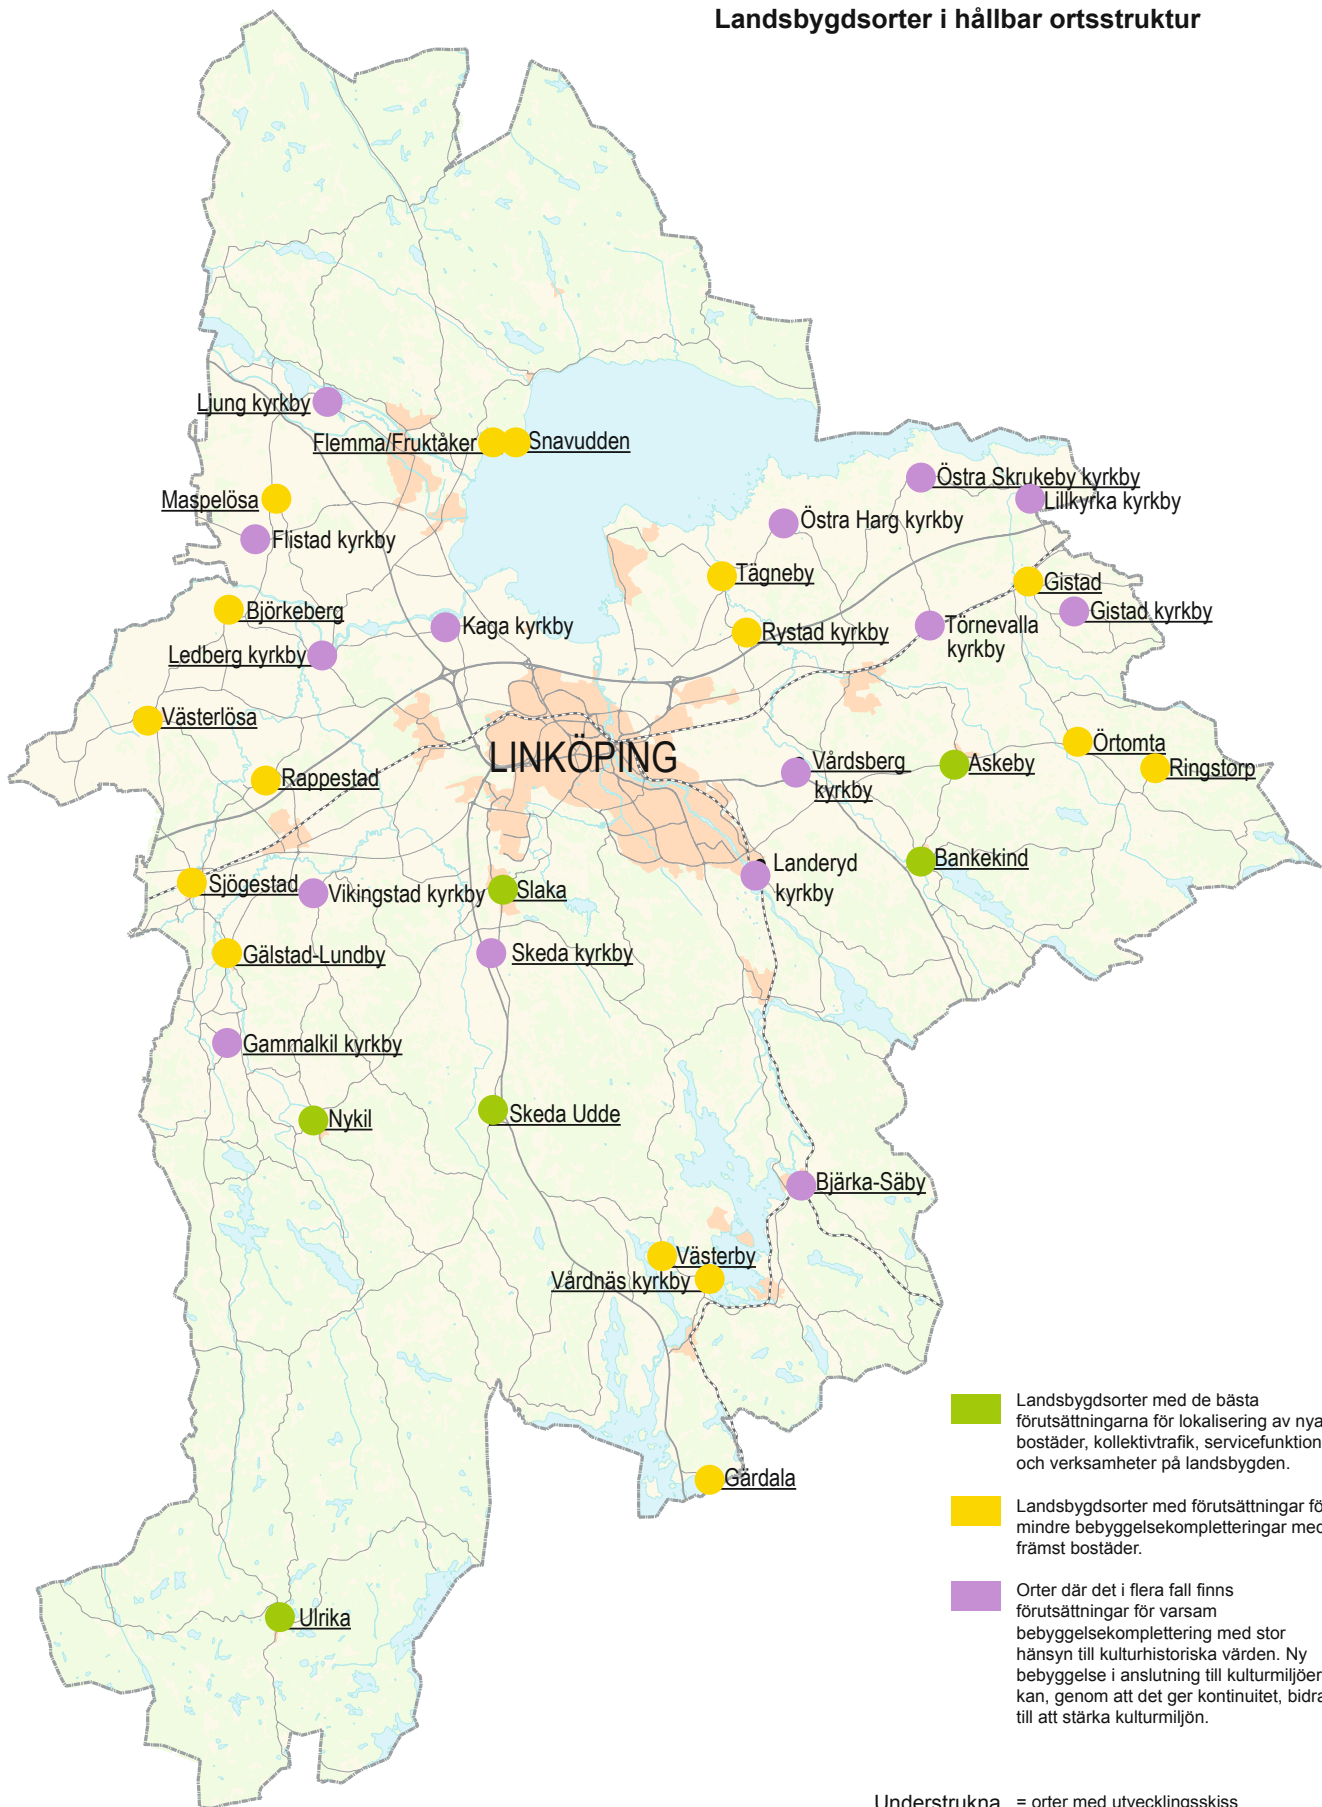 Landsbygdsorter i hållbar ortsstruktur
Ljung kyrkby
Flemma/Fruktåker
Snavudden
Maspelösa
Flistad kyrkby
Östra Skrukeby kyrkby
Lillkyrka kyrkby
Östra Harg kyrkby
Tägneby
Gistad
Gistad kyrkby
Björkeberg
Kaga kyrkby
Rystad kyrkby
Törnevalla
kyrkby
Ledberg kyrkby
Västerlösa
LINKÖPING
Örtomta
Rappestad
Vårdsberg
kyrkby
Askeby
Ringstorp
Landeryd
kyrkby
Bankekind
Sjögestad
Vikingstad kyrkby
Slaka
Gälstad-Lundby
Skeda kyrkby
Gammalkil kyrkby
Nykil
Skeda Udde
Bjärka-Säby
Västerby
Vårdnäs kyrkby
Gärdala
Ulrika
Landsbygdsorter med de bästa
förutsättningarna för lokalisering av nya
bostäder, kollektivtrafik, servicefunktion
och verksamheter på landsbygden.
Landsbygdsorter med förutsättningar fö
mindre bebyggelsekompletteringar med
främst bostäder.
Orter där det i flera fall finns
förutsättningar för varsam
bebyggelsekomplettering med stor
hänsyn till kulturhistoriska värden. Ny
bebyggelse i anslutning till kulturmiljöer
kan, genom att det ger kontinuitet, bidra
till att stärka kulturmiljön.
Understrukna = orter med utvecklingsskiss